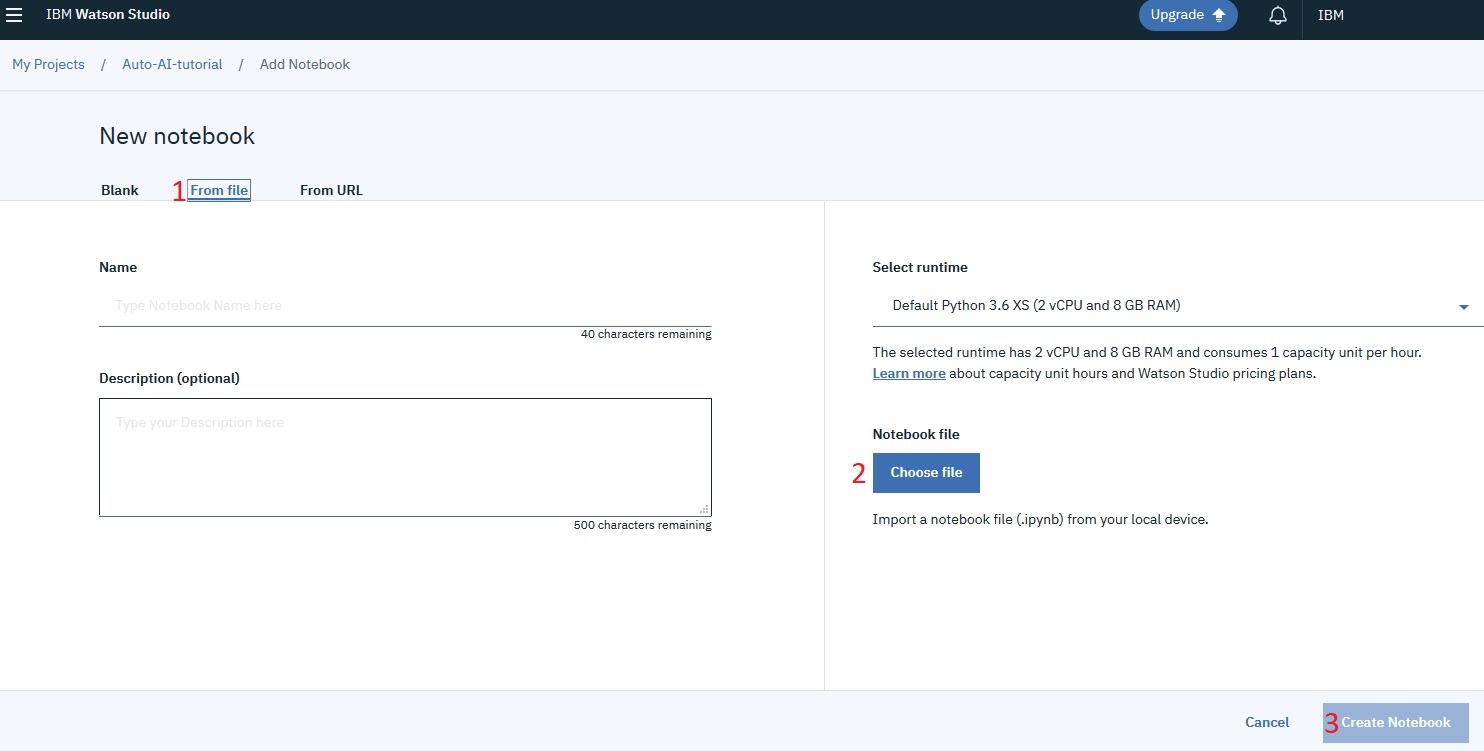 IBM Watson Studio
Upgrade
IBM
My Projects / Auto-AI-tutorial / Add Notebook
New notebook
Blank
1 From file
From URL
Name
Type Notebook Name here
40 characters remaining
Description (optional)
Type your Description here
500 characters remaining
Select runtime
Default Python 3.6 XS (2 vCPU and 8 GB RAM)
The selected runtime has 2 vCPU and 8 GB RAM and consumes 1 capacity unit per hour.
Learn more about capacity unit hours and Watson Studio pricing plans.
Notebook file
2 Choose file
Import a notebook file (.ipynb) from your local device.
Cancel
3 Create Notebook